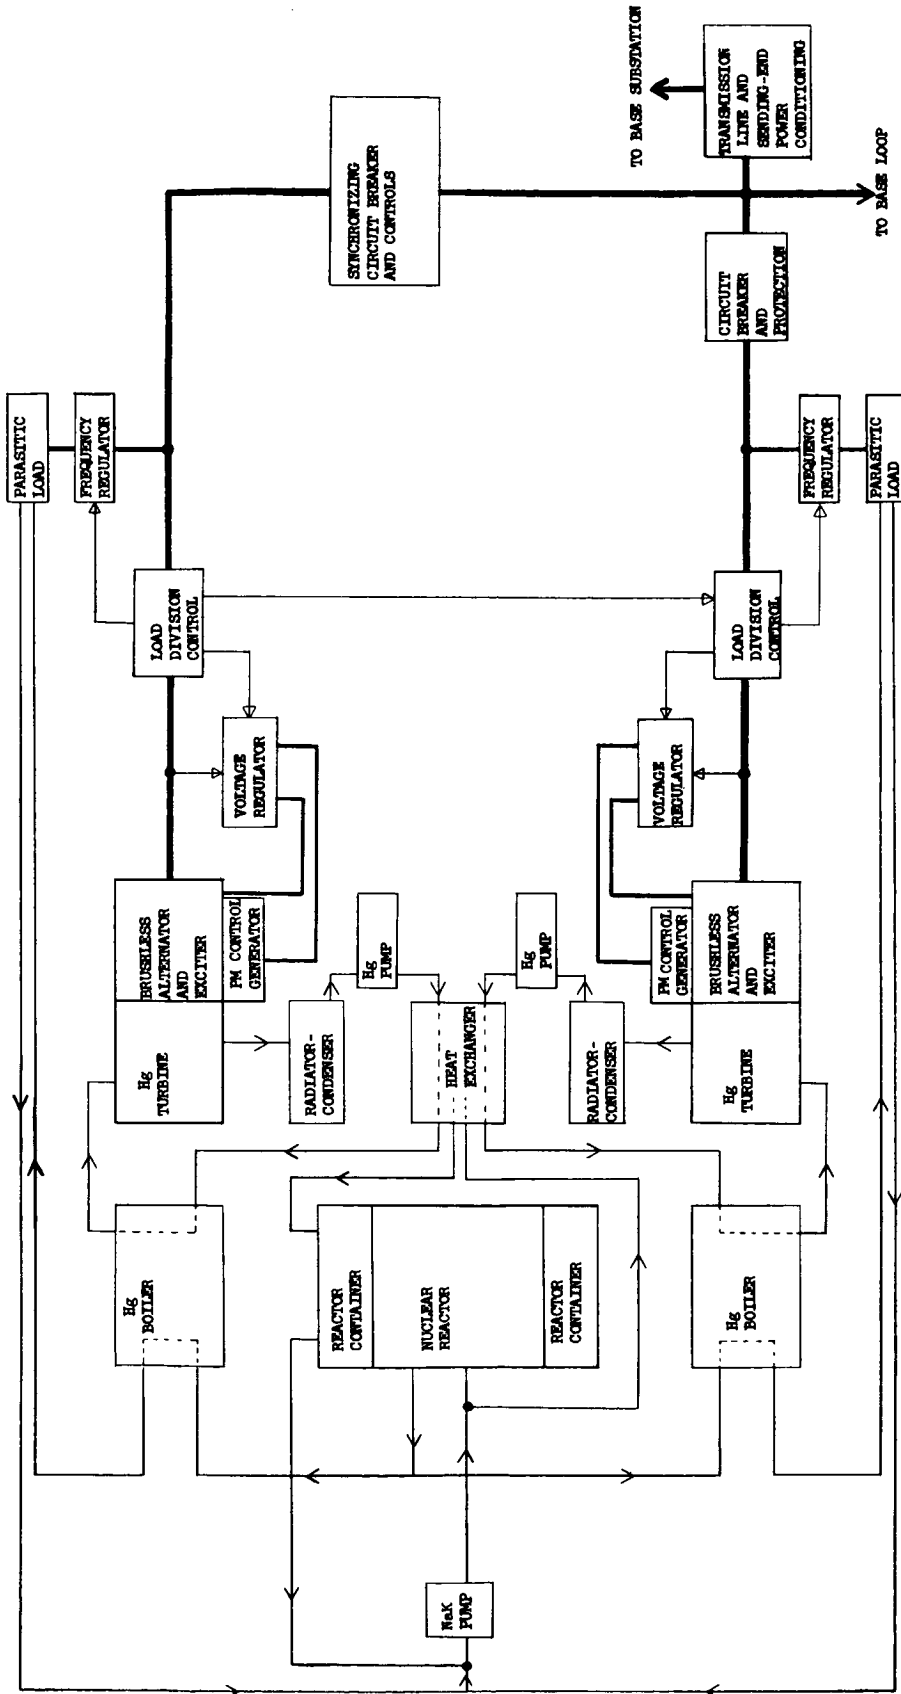 PARASITIC
LOAD
FREQUENCY
REGULATOR
LOAD
DIVISION
CONTROL
VOLTAGE
REGULATOR
BRUSHLESS
ALTERNATOR
AND
EXCITER
PM CONTROL
GENERATOR
Hg
TURBINE
Hg
BOILER
RADIATOR-
CONDENSER
Hg
PUMP
SYNCHRONIZING
CIRCUIT BREAKER
AND CONTROLS
HEAT
EXCHANGER
REACTOR
CONTAINER
NUCLEAR
REACTOR
REACTOR
CONTAINER
NaK
PUMP
Hg
PUMP
RADIATOR-
CONDENSER
TO BASE SUBSTATION
TRANSMISSION
LINE AND
SENDING-END
POWER
CONDITIONING
CIRCUIT
BREAKER
AND
PROTECTION
TO BASE LOOP
LOAD
DIVISION
CONTROL
VOLTAGE
REGULATOR
PM CONTROL
GENERATOR
BRUSHLESS
ALTERNATOR
AND
EXCITER
Hg
TURBINE
Hg
BOILER
FREQUENCY
REGULATOR
PARASITIC
LOAD